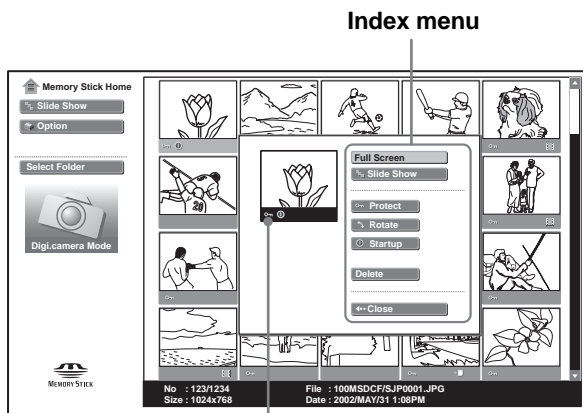 Index menu
Memory Stick Home
Slide Show
Option
Select Folder
Digi.camera Mode
Full Screen
Slide Show
Protect
Rotate
Startup
Delete
Close
20
MEMORY STICK
No : 123/1234
Size : 1024x768
File : 100MSDCF/SJP0001.JPG
Date : 2002/MAY/31 1:08PM